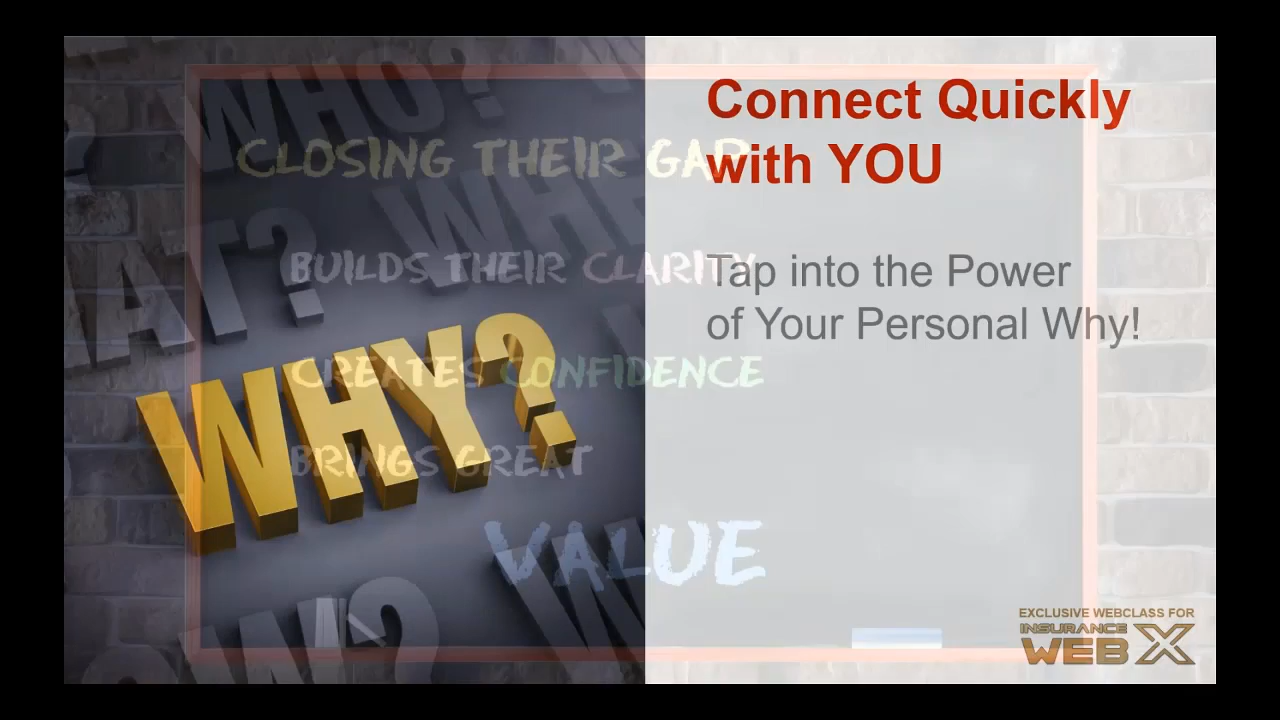 Connect Quickly
with YOU
Tap into the Power
of Your Personal Why!
CLOSING THEIR GAP
BUILDS THEIR CLARITY
CREATES CONFIDENCE
BRINGS GREAT
VALUE
WHO?
WHY?
EXCLUSIVE WEBCLASS FOR
INSURANCE
WEB X